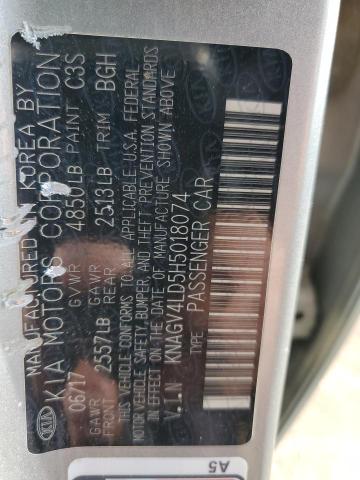 MANUFACTURED IN KOREA BY
KIA KIA MOTORS CORPORATION
06/17 GVWR 4850LB PAINT C3S
GAWR FRONT 2557LB GAWR REAR 2513LB TRIM BGH
THIS VEHICLE CONFORMS TO ALL APPLICABLE U.S.A. FEDERAL
MOTOR VEHICLE SAFETY, BUMPER, AND THEFT PREVENTION STANDARDS
IN EFFECT ON THE DATE OF MANUFACTURE SHOWN ABOVE
V.I.N KNAGV4LD5H5018074
TYPE PASSENGER CAR
A5